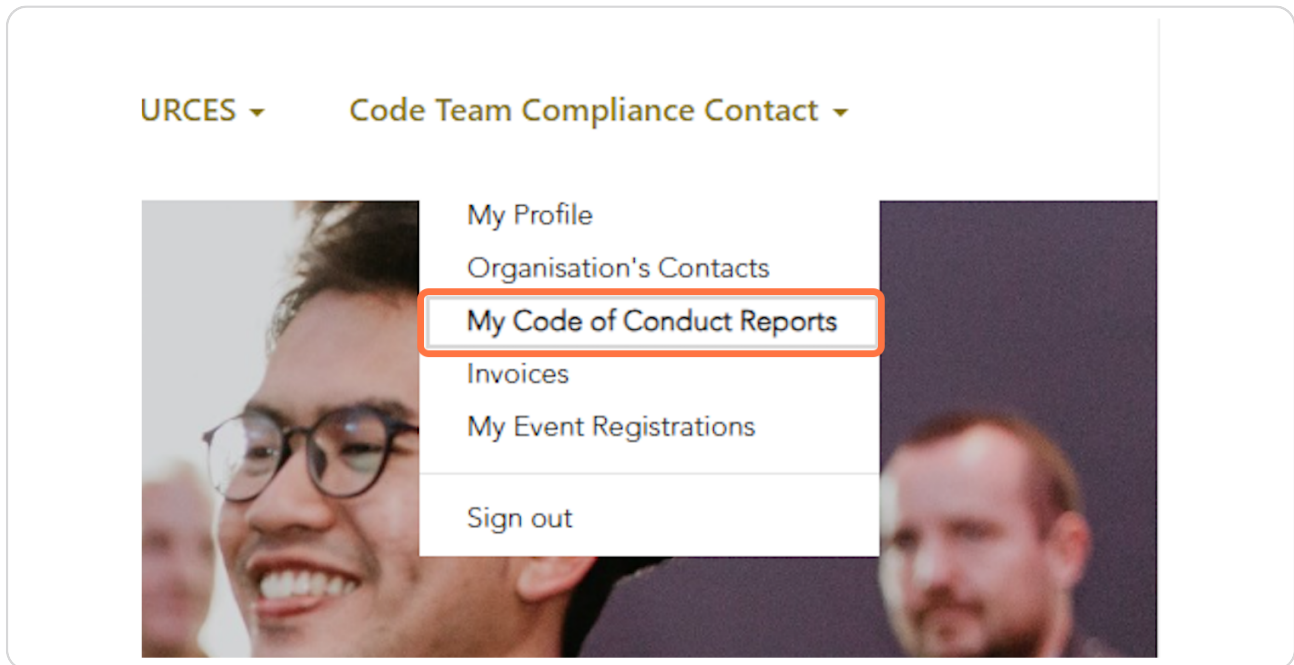 URCES
Code Team Compliance Contact
My Profile
Organisation's Contacts
My Code of Conduct Reports
Invoices
My Event Registrations
Sign out